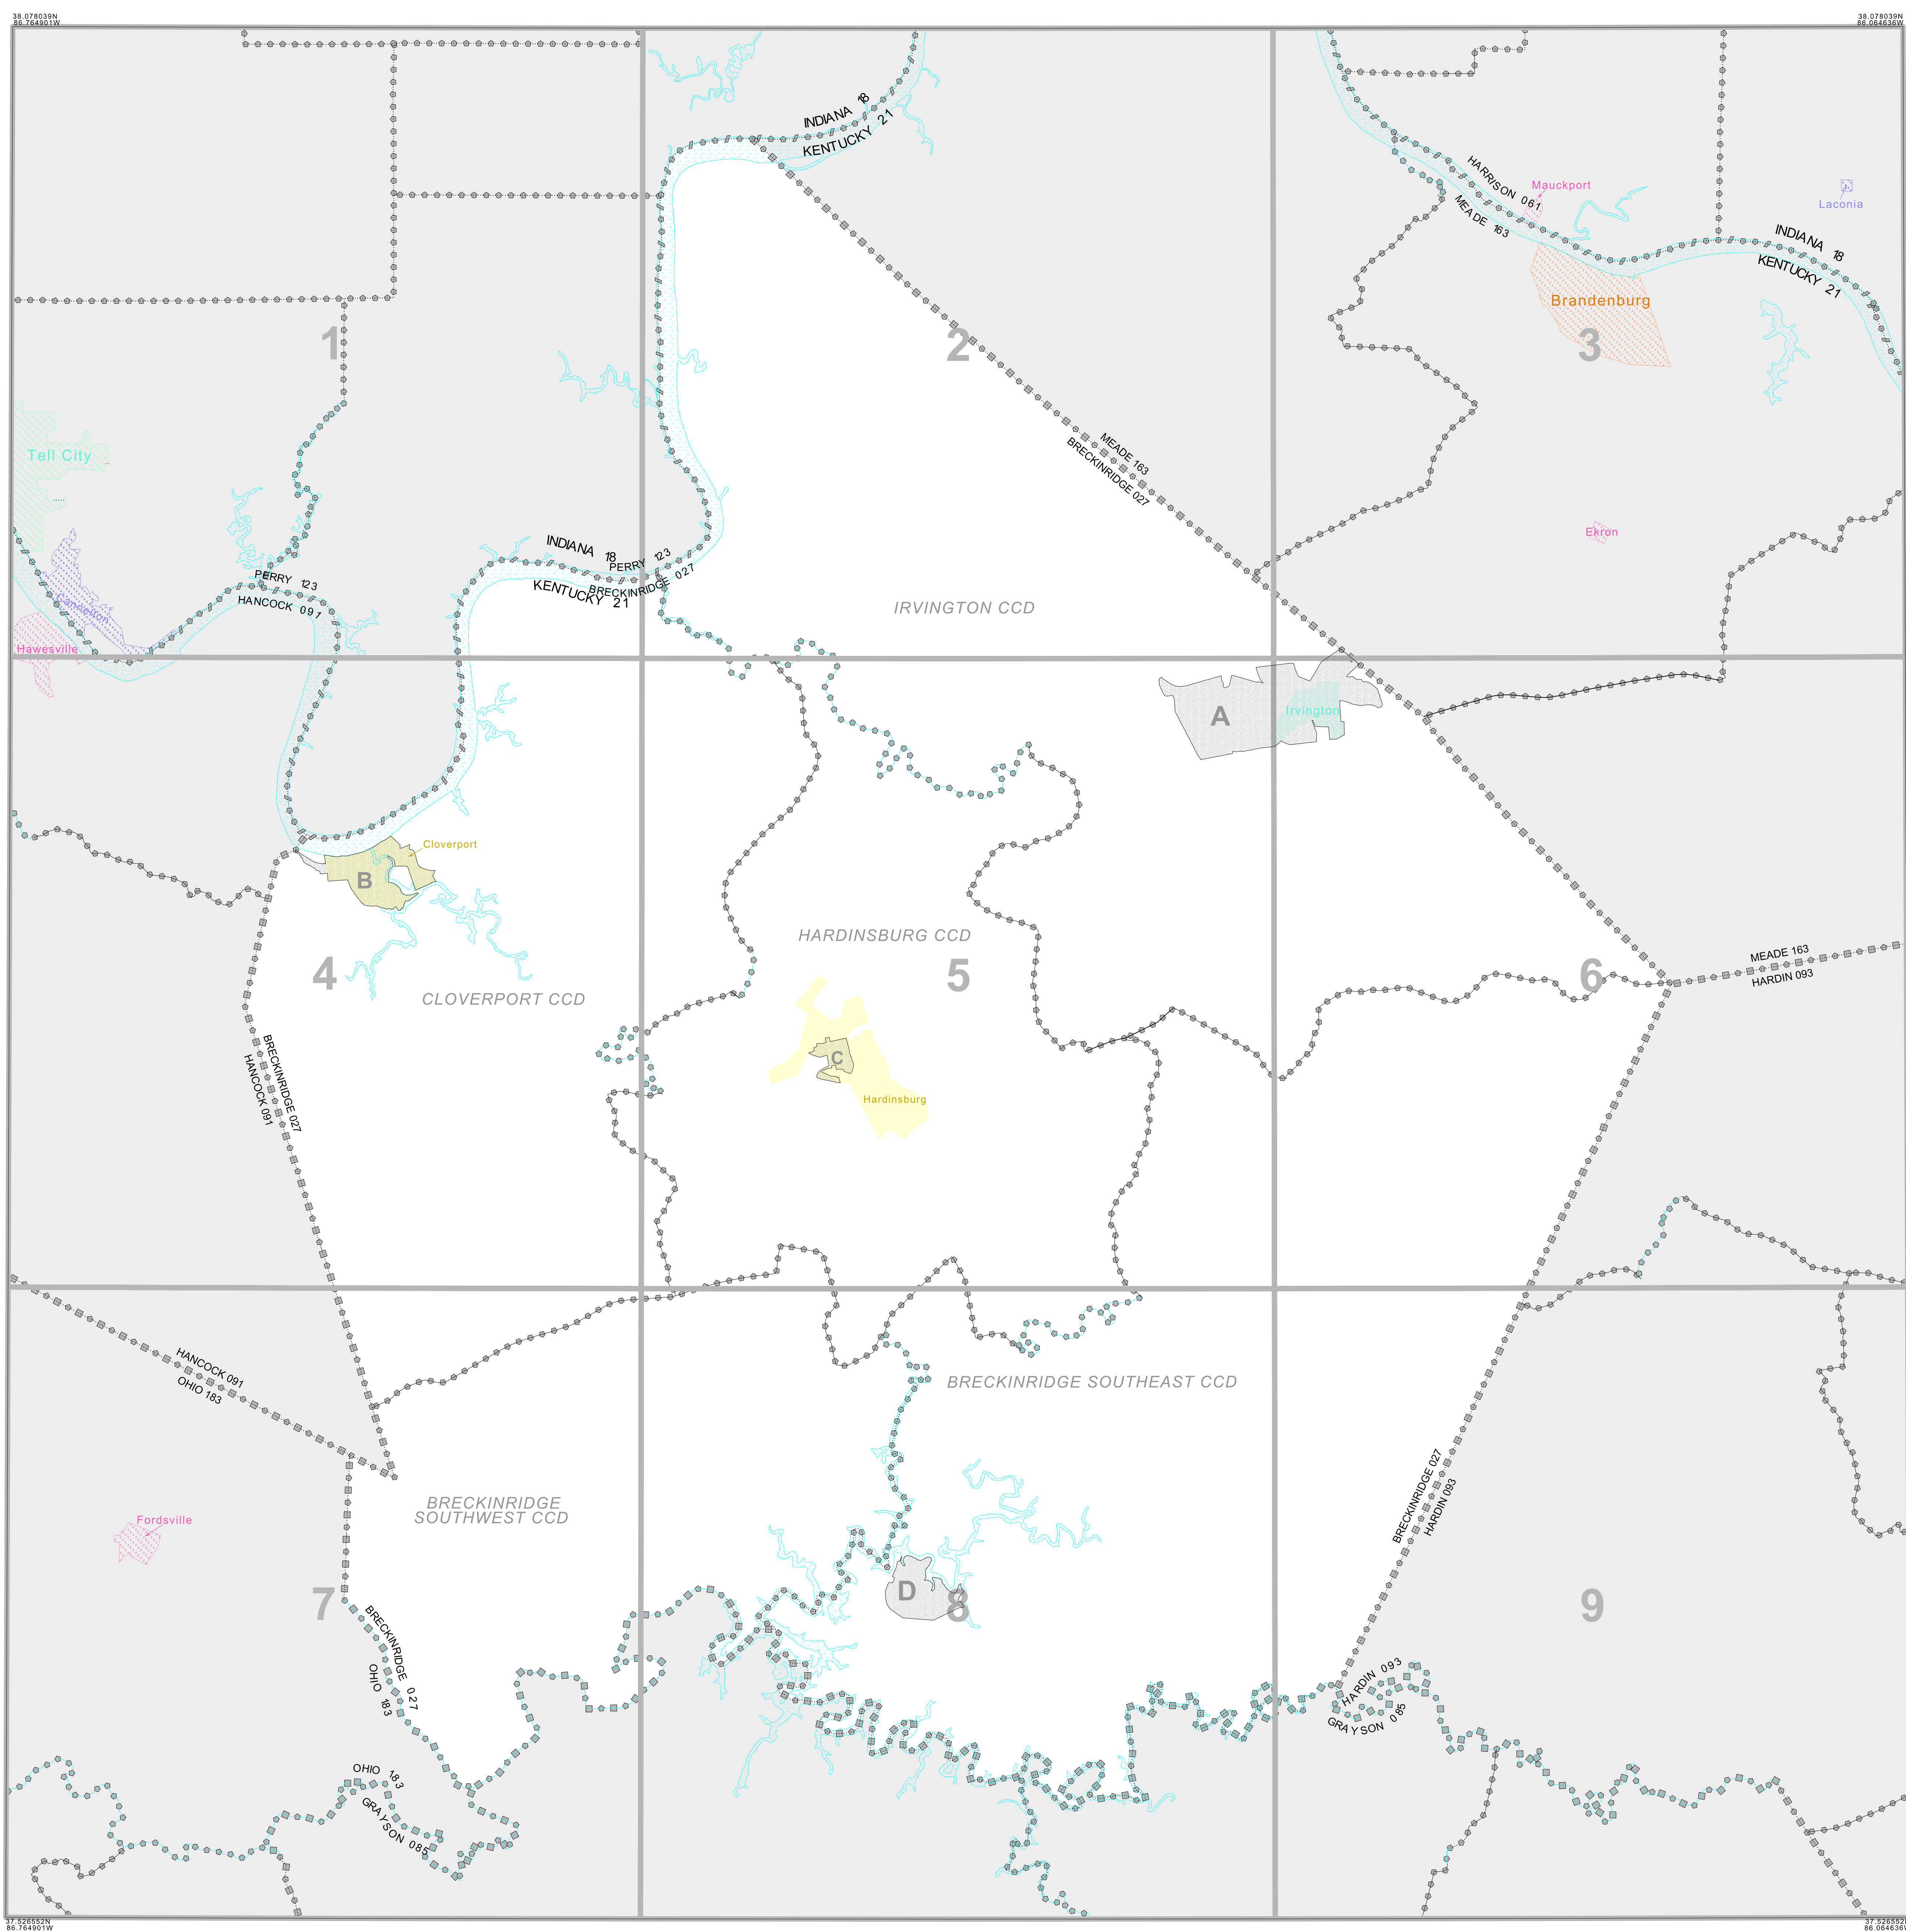 38.078039N
86.764901W
38.078039N
86.064636W
INDIANA 18
KENTUCKY 21
HARRISON 061
MEADE 163
Mauckport
Laconia
INDIANA 18
KENTUCKY 21
Brandenburg
1
2
3
Tell City
MEADE 163
BRECKINRIDGE 027
Ekron
INDIANA 18
PERRY 123
BRECKINRIDGE 027
KENTUCKY 21
PERRY 123
HANCOCK 091
Cannelton
Hawesville
IRVINGTON CCD
A
Irvington
Cloverport
B
HARDINSBURG CCD
4
5
6
MEADE 163
HARDIN 093
CLOVERPORT CCD
BRECKINRIDGE 027
HANCOCK 091
C
Hardinsburg
HANCOCK 091
OHIO 183
BRECKINRIDGE SOUTHEAST CCD
BRECKINRIDGE
SOUTHWEST CCD
BRECKINRIDGE 027
HARDIN 093
Fordsville
7
D
8
9
BRECKINRIDGE 027
OHIO 183
HARDIN 093
GRAYSON 085
OHIO 183
GRAYSON 085
37.526552N
86.764901W
37.526552N
86.064636W